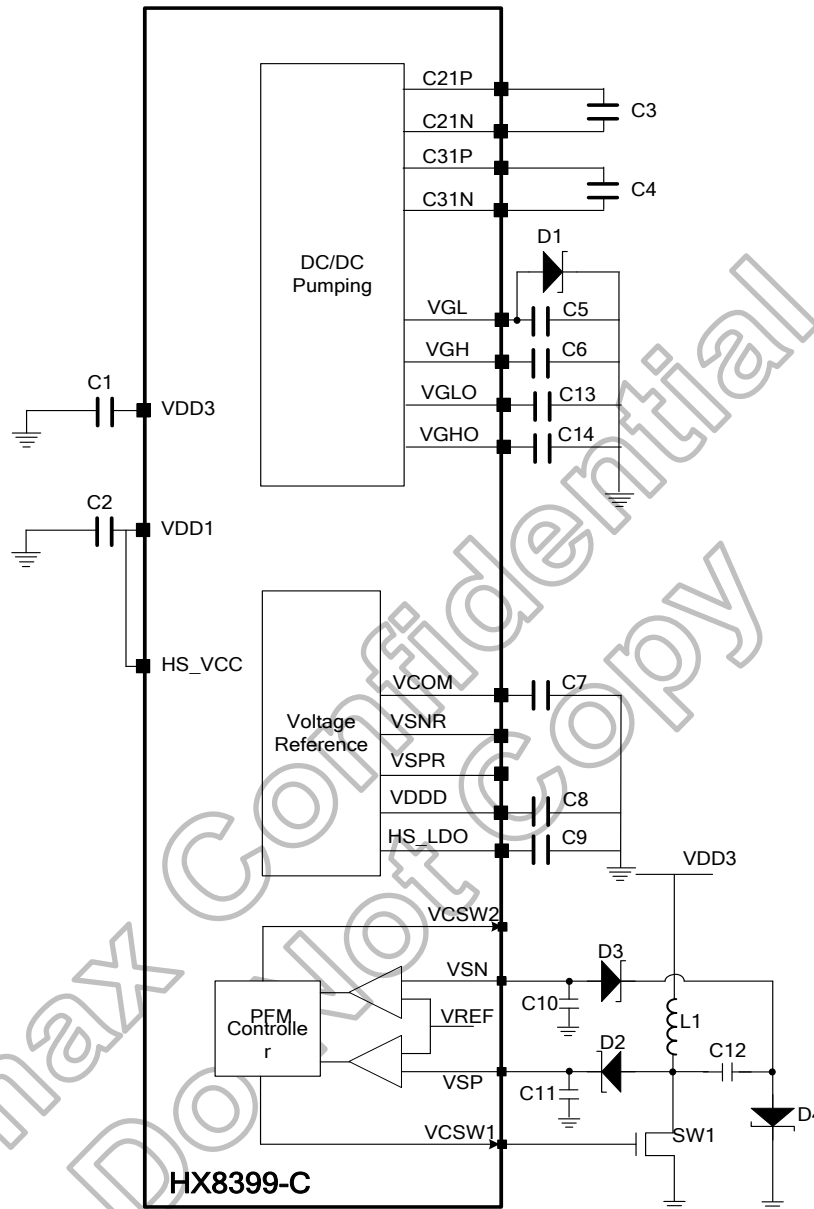 C21P
C3
C21N
C31P
C4
C31N
D1
DC/DC
Pumping
VGL
C5
VGH
C6
C1
VDD3
VGLO
C13
VGHO
C14
C2
VDD1
HS_VCC
VCOM
C7
Voltage
Reference
VSNR
VSPR
VDDD
C8
HS_LDO
C9
VDD3
VCSW2
VSN
D3
C10
PFM
Controlle
r
VREF
L1
D2
C12
VSP
C11
D4
VCSW1
SW1
HX8399-C
max Confidential
Do Not Copy